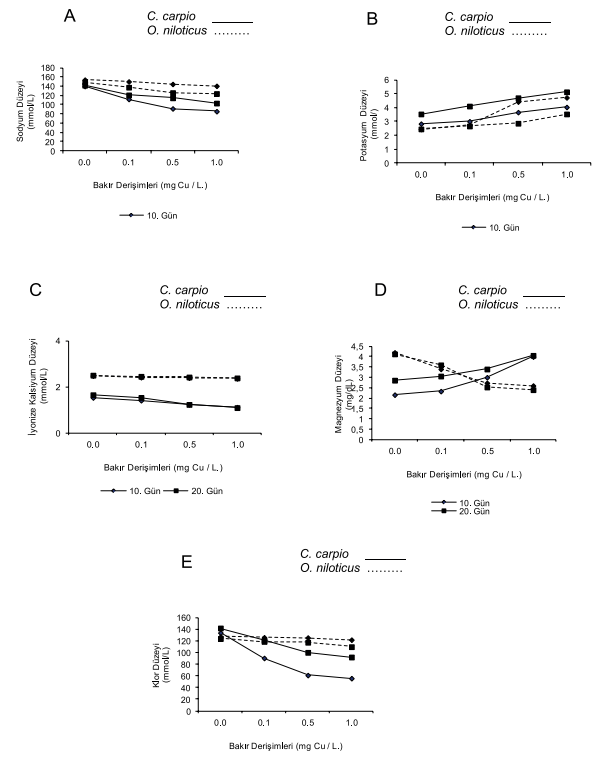 A
C. carpio
O. niloticus ………
Sodyum Düzeyi
(mmol/L)
180
160
140
120
100
80
60
40
20
0
0.0 0.1 0.5 1.0
Bakır Derişimleri (mg Cu / L.)
10. Gün
B
C. carpio
O. niloticus ………
Potasyum Düzeyi
(mmol/)
6
5
4
3
2
1
0
0.0 0.1 0.5 1.0
Bakır Derişimleri (mg Cu / L.)
10. Gün
C
C. carpio
O. niloticus ………
İyonize Kalsiyum Düzeyi
(mmol/L)
4
2
0
0.0 0.1 0.5 1.0
Bakır Derişimleri (mg Cu / L.)
10. Gün 20. Gün
D
C. carpio
O. niloticus ………
Magnezyum Düzeyi
(mg/dL)
4,5
4
3,5
3
2,5
2
1,5
1
0,5
0
0.0 0.1 0.5 1.0
Bakır Derişimleri (mg Cu / L.)
10. Gün
20. Gün
E
C. carpio
O. niloticus ………
Klor Düzeyi
(mmol/L)
160
140
120
100
80
60
40
20
0
0.0 0.1 0.5 1.0
Bakır Derişimleri (mg Cu / L.)